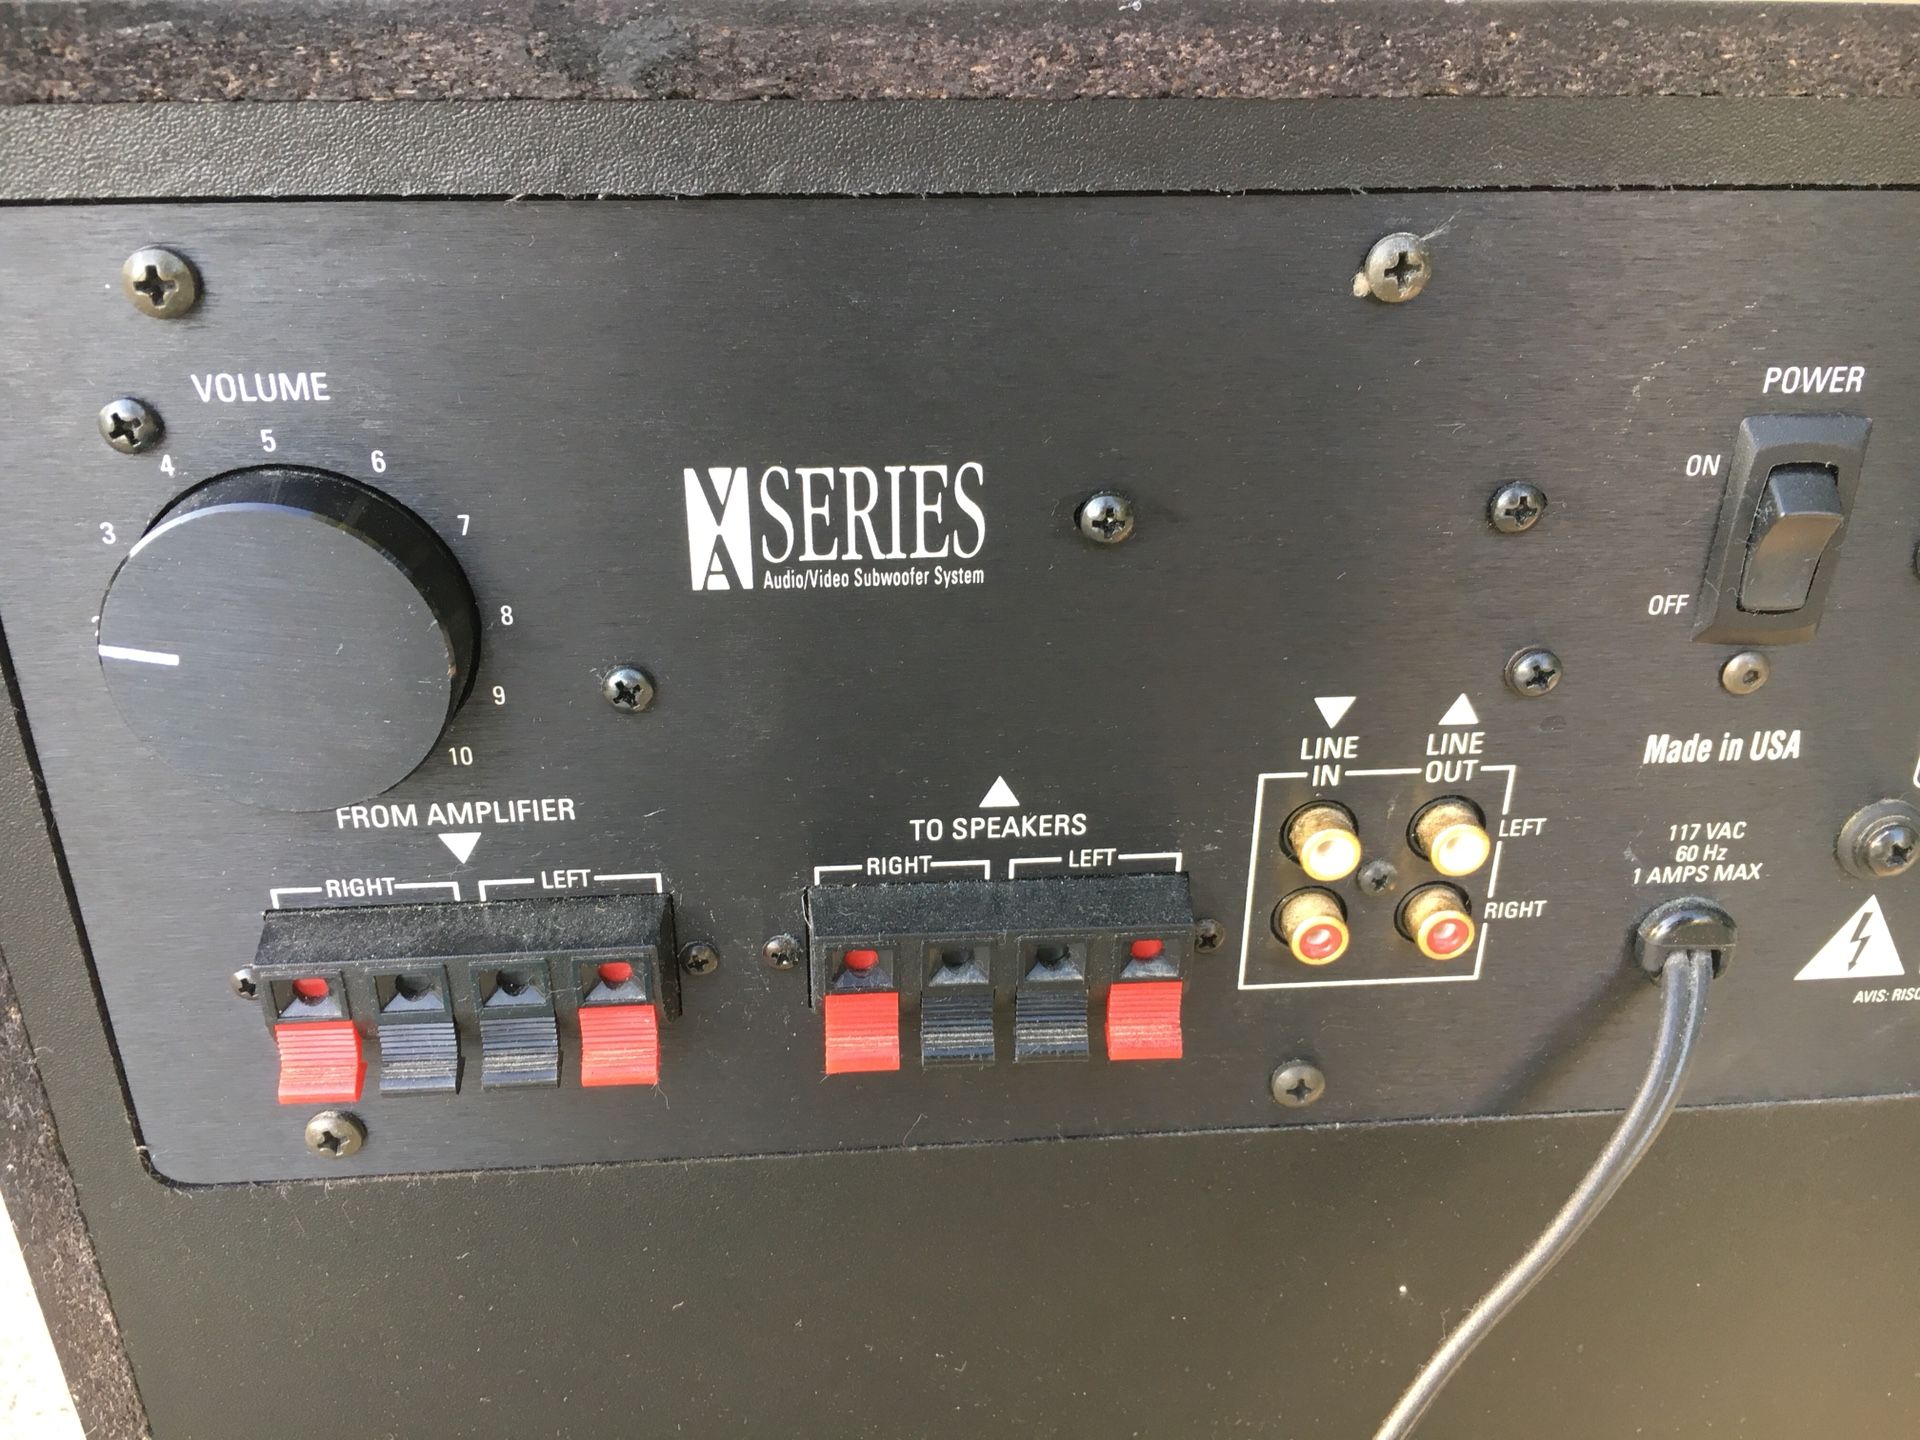 VOLUME
3
4
5
6
7
8
9
10
VA SERIES
Audio/Video Subwoofer System
POWER
ON
OFF
FROM AMPLIFIER
RIGHT
LEFT
TO SPEAKERS
RIGHT
LEFT
LINE IN
LINE OUT
LEFT
RIGHT
Made in USA
117 VAC
60 Hz
1 AMPS MAX
AVIS: